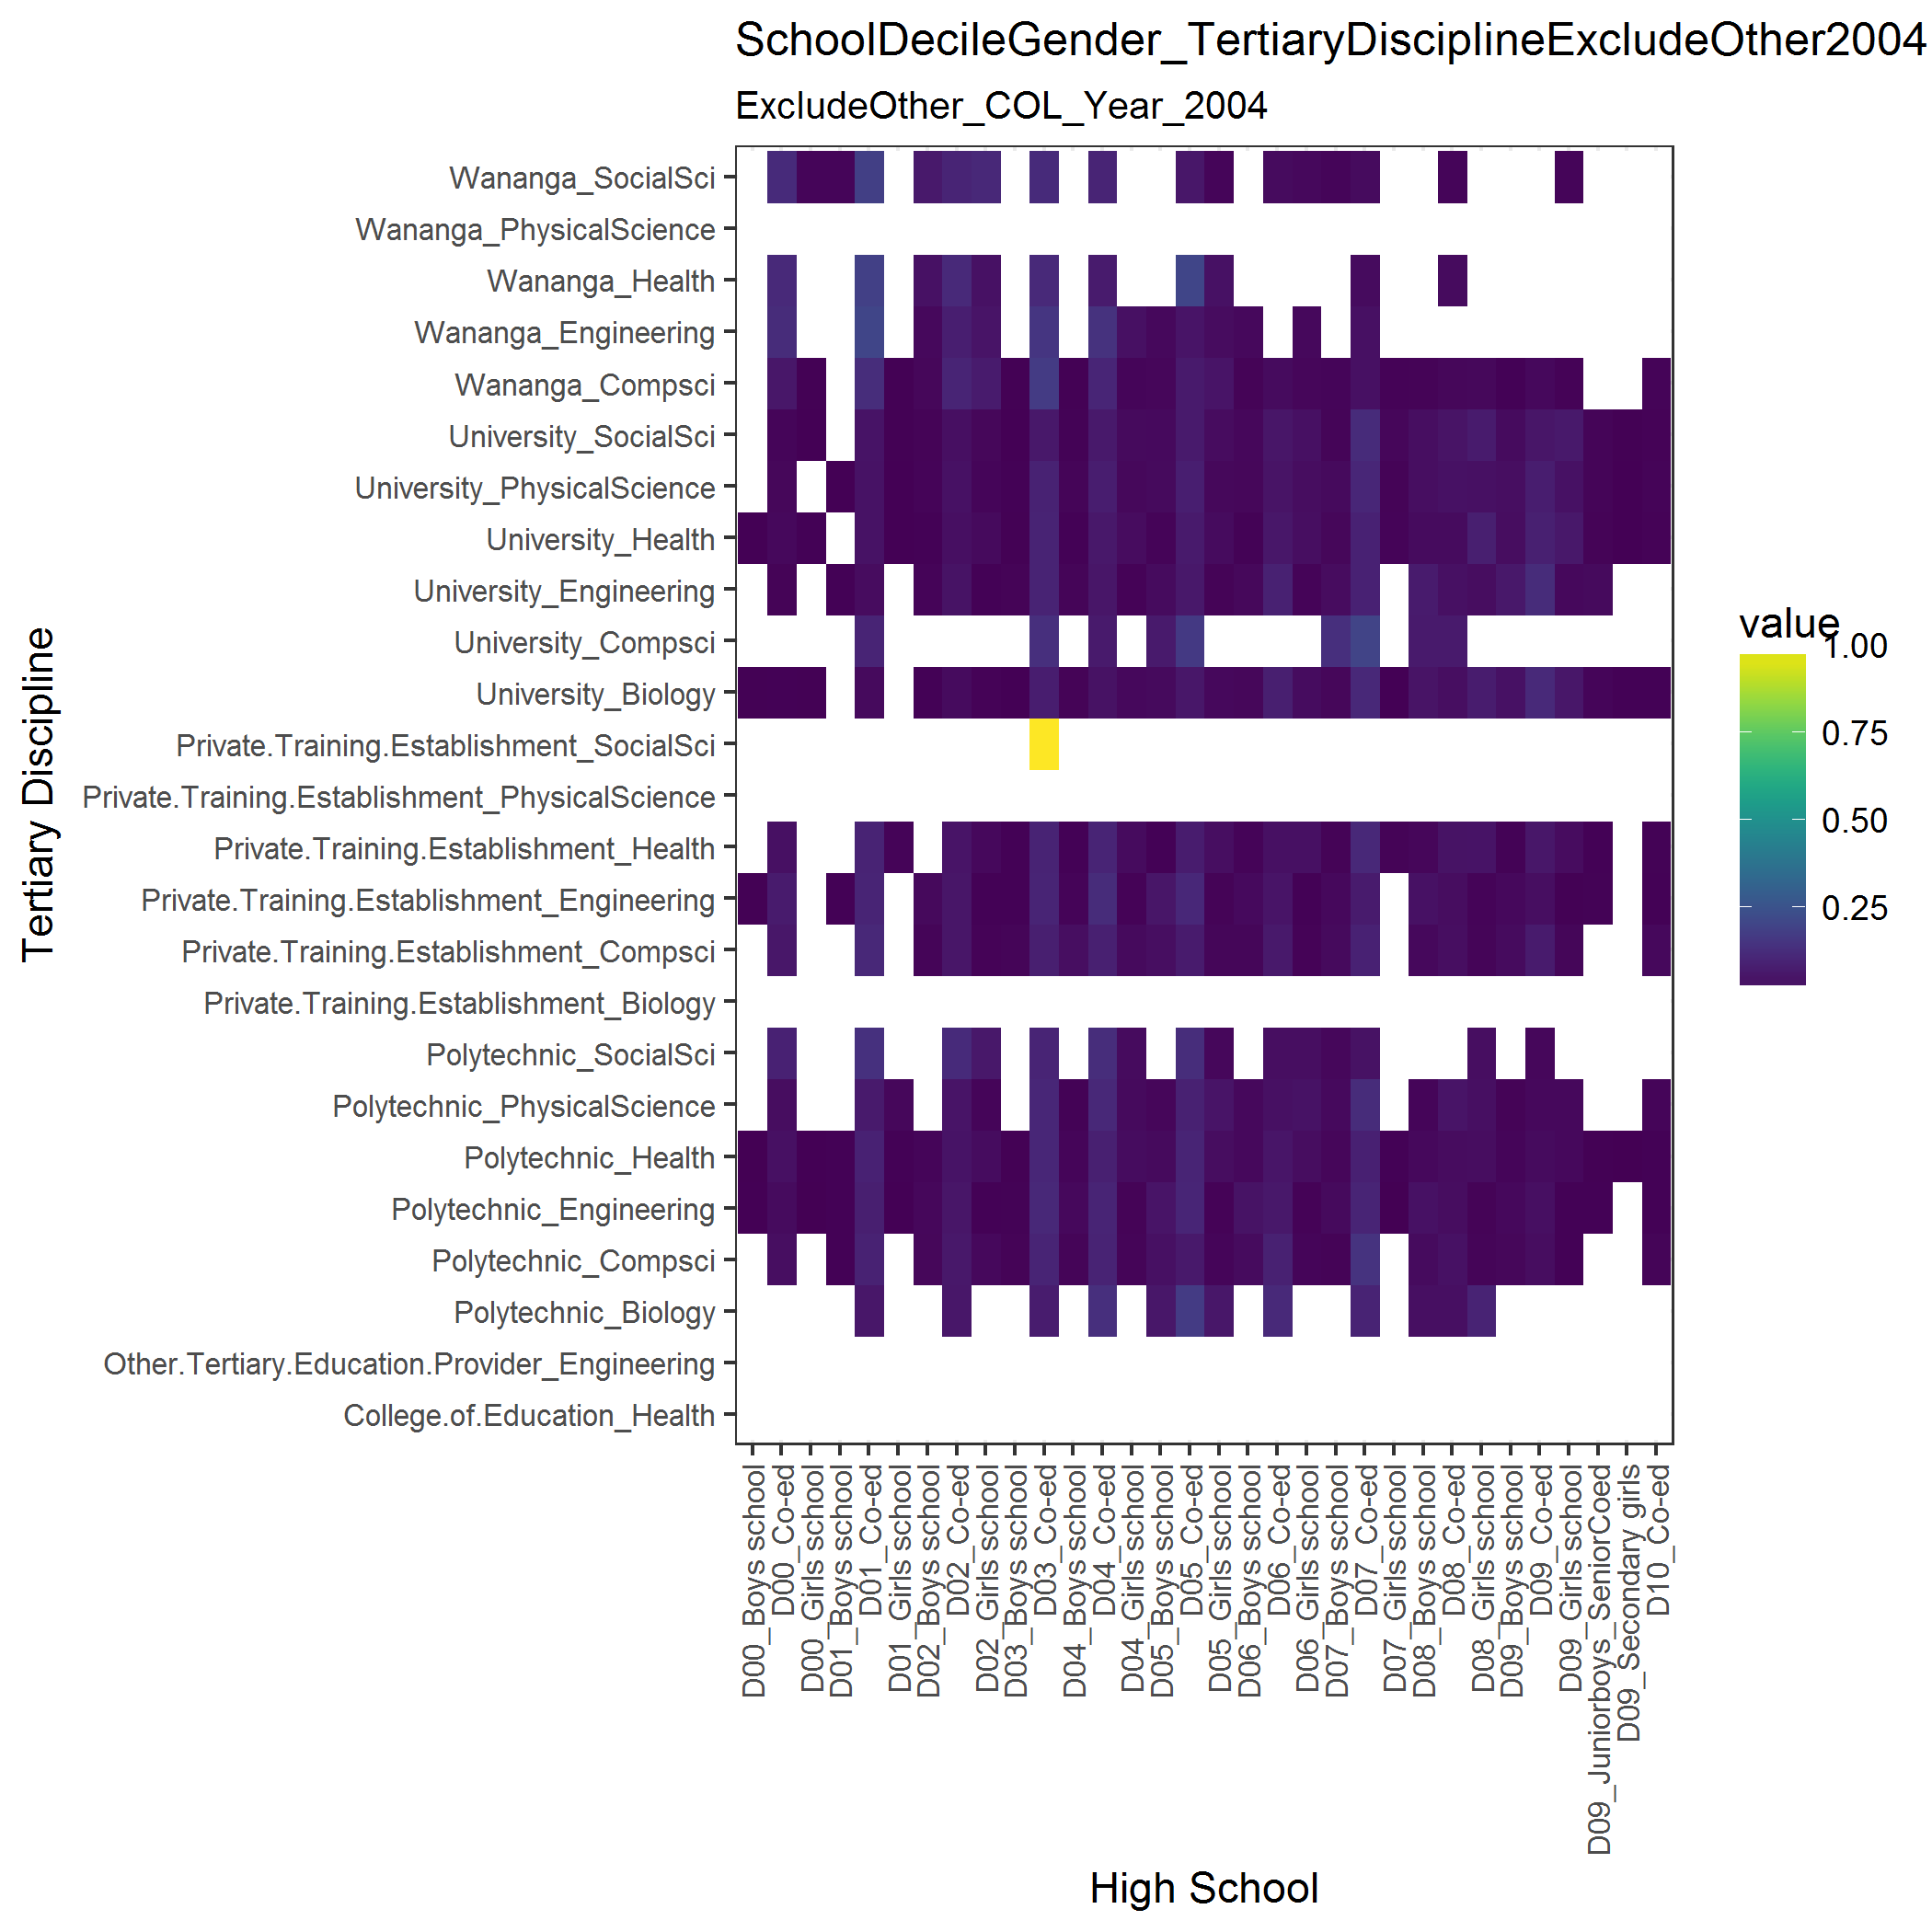 SchoolDecileGender_TertiaryDisciplineExcludeOther2004
ExcludeOther_COL_Year_2004
Wananga_SocialSci
Wananga_PhysicalScience
Wananga_Health
Wananga_Engineering
Wananga_Compsci
University_SocialSci
University_PhysicalScience
University_Health
University_Engineering
University_Compsci
University_Biology
Private.Training.Establishment_SocialSci
Private.Training.Establishment_PhysicalScience
Private.Training.Establishment_Health
Private.Training.Establishment_Engineering
Private.Training.Establishment_Compsci
Private.Training.Establishment_Biology
Polytechnic_SocialSci
Polytechnic_PhysicalScience
Polytechnic_Health
Polytechnic_Engineering
Polytechnic_Compsci
Polytechnic_Biology
Other.Tertiary.Education.Provider_Engineering
College.of.Education_Health
Tertiary Discipline
D00_Boys school
D00_Co-ed
D00_Girls school
D01_Boys school
D01_Co-ed
D01_Girls school
D02_Boys school
D02_Co-ed
D02_Girls school
D03_Boys school
D03_Co-ed
D04_Boys school
D04_Co-ed
D04_Girls school
D05_Boys school
D05_Co-ed
D05_Girls school
D06_Boys school
D06_Co-ed
D06_Girls school
D07_Boys school
D07_Co-ed
D07_Girls school
D08_Boys school
D08_Co-ed
D08_Girls school
D09_Boys school
D09_Co-ed
D09_Girls school
D09_Juniorboys_SeniorCoed
D09_Secondary girls
D10_Co-ed
High School
value
1.00
0.75
0.50
0.25